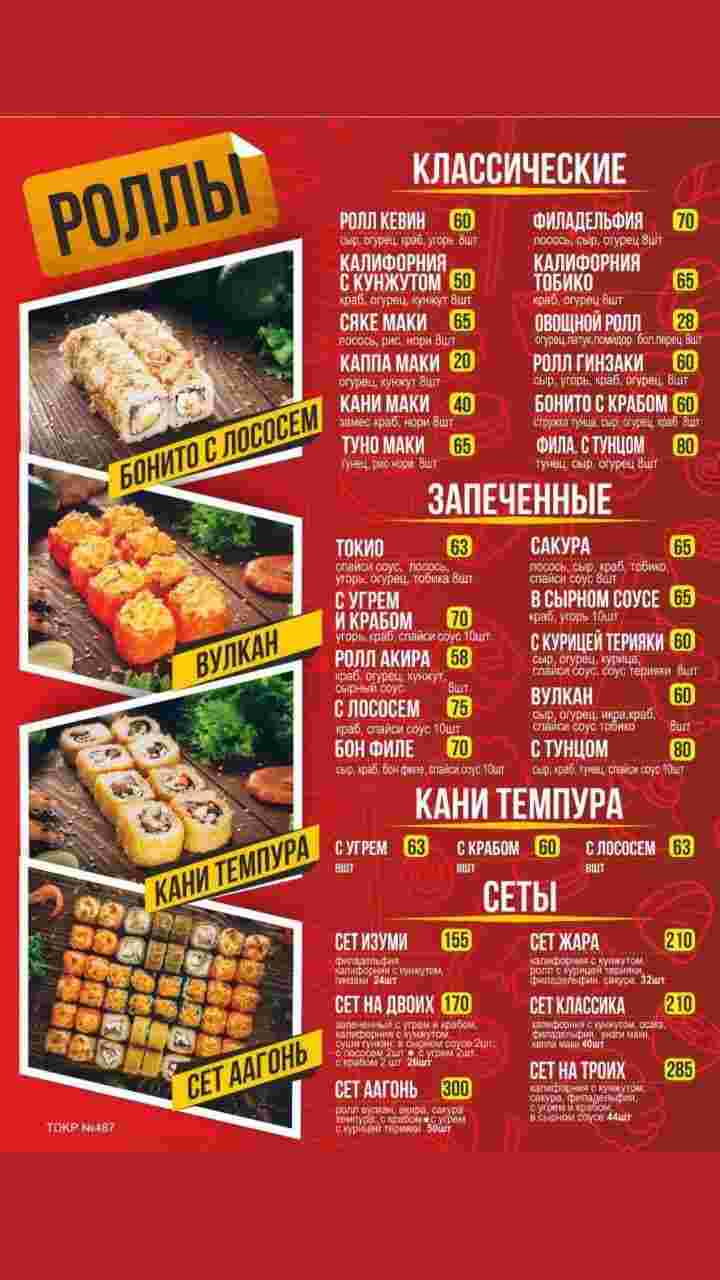 РОЛЛЫ
БОНИТО С ЛОСОСЕМ
ВУЛКАН
КАНИ ТЕМПУРА
СЕТ ААГОНЬ
ТОКР №487
КЛАССИЧЕСКИЕ
РОЛЛ КЕВИН 60
сыр, огурец, краб, угорь 8шт
КАЛИФОРНИЯ
С КУНЖУТОМ 50
краб, огурец, кунжут 8шт
СЯКЕ МАКИ 65
лосось, рис, нори 8шт
КАППА МАКИ 20
огурец, кунжут 8шт
КАНИ МАКИ 40
замес краб, нори 8шт
ТУНО МАКИ 65
тунец, рис нори 8шт
ФИЛАДЕЛЬФИЯ 70
лосось, сыр, огурец 8шт
КАЛИФОРНИЯ
ТОБИКО 65
краб, огурец 8шт
ОВОЩНОЙ РОЛЛ 28
огурец,латук,помидор, бол.перец 8шт
РОЛЛ ГИНЗАКИ 60
сыр, угорь, краб, огурец, 8шт
БОНИТО С КРАБОМ 60
стружка тунца, сыр, огурец, краб 8шт
ФИЛА. С ТУНЦОМ 80
тунец, сыр, огурец 8шт
ЗАПЕЧЕННЫЕ
ТОКИО 63
спайси соус, лосось,
угорь, огурец, тобика 8шт
С УГРЕМ
И КРАБОМ 70
угорь, краб, спайси соус 10шт
РОЛЛ АКИРА 58
краб, огурец, кунжут,
сырный соус 8шт
С ЛОСОСЕМ 75
краб, спайси соус 10шт
БОН ФИЛЕ 70
сыр, краб, бон филе, спайси соус 10шт
САКУРА 65
лосось, сыр, краб, тобико,
спайси соус 8шт
В СЫРНОМ СОУСЕ 65
краб, угорь 10шт
С КУРИЦЕЙ ТЕРИЯКИ 60
сыр, огурец, курица,
спайси соус, соус терияки 8шт
ВУЛКАН 60
сыр, огурец, икра,краб,
спайси соус тобико 8шт
С ТУНЦОМ 80
сыр, краб, тунец, спайси соус 10шт
КАНИ ТЕМПУРА
С УГРЕМ 63
8ШТ
С КРАБОМ 60
8ШТ
С ЛОСОСЕМ 63
8ШТ
СЕТЫ
СЕТ ИЗУМИ 155
филадельфия
калифорния с кунжутом,
гинзаки 24шт
СЕТ НА ДВОИХ 170
запеченный с угрем и крабом,
калифорния с кунжутом,
суши гункан: в сырном соусе 2шт,
с лососем 2шт ★ с угрем 2шт
с крабом 2 шт 26шт
СЕТ ААГОНЬ 300
ролл вулкан, акира, сакура
темпура, с крабом★с угрем
с курицей терияки 50шт
СЕТ ЖАРА 210
калифорния с кунжутом,
ролл с курицей терияки,
филадельфия, сакура, 32шт
СЕТ КЛАССИКА 210
калифорния с кунжутом,
филадельфия, унаги маки,
каппа маки 40шт
СЕТ НА ТРОИХ 285
калифорния с кунжутом,
сакура, филадельфия,
с угрем и крабом,
в сырном соусе 44шт